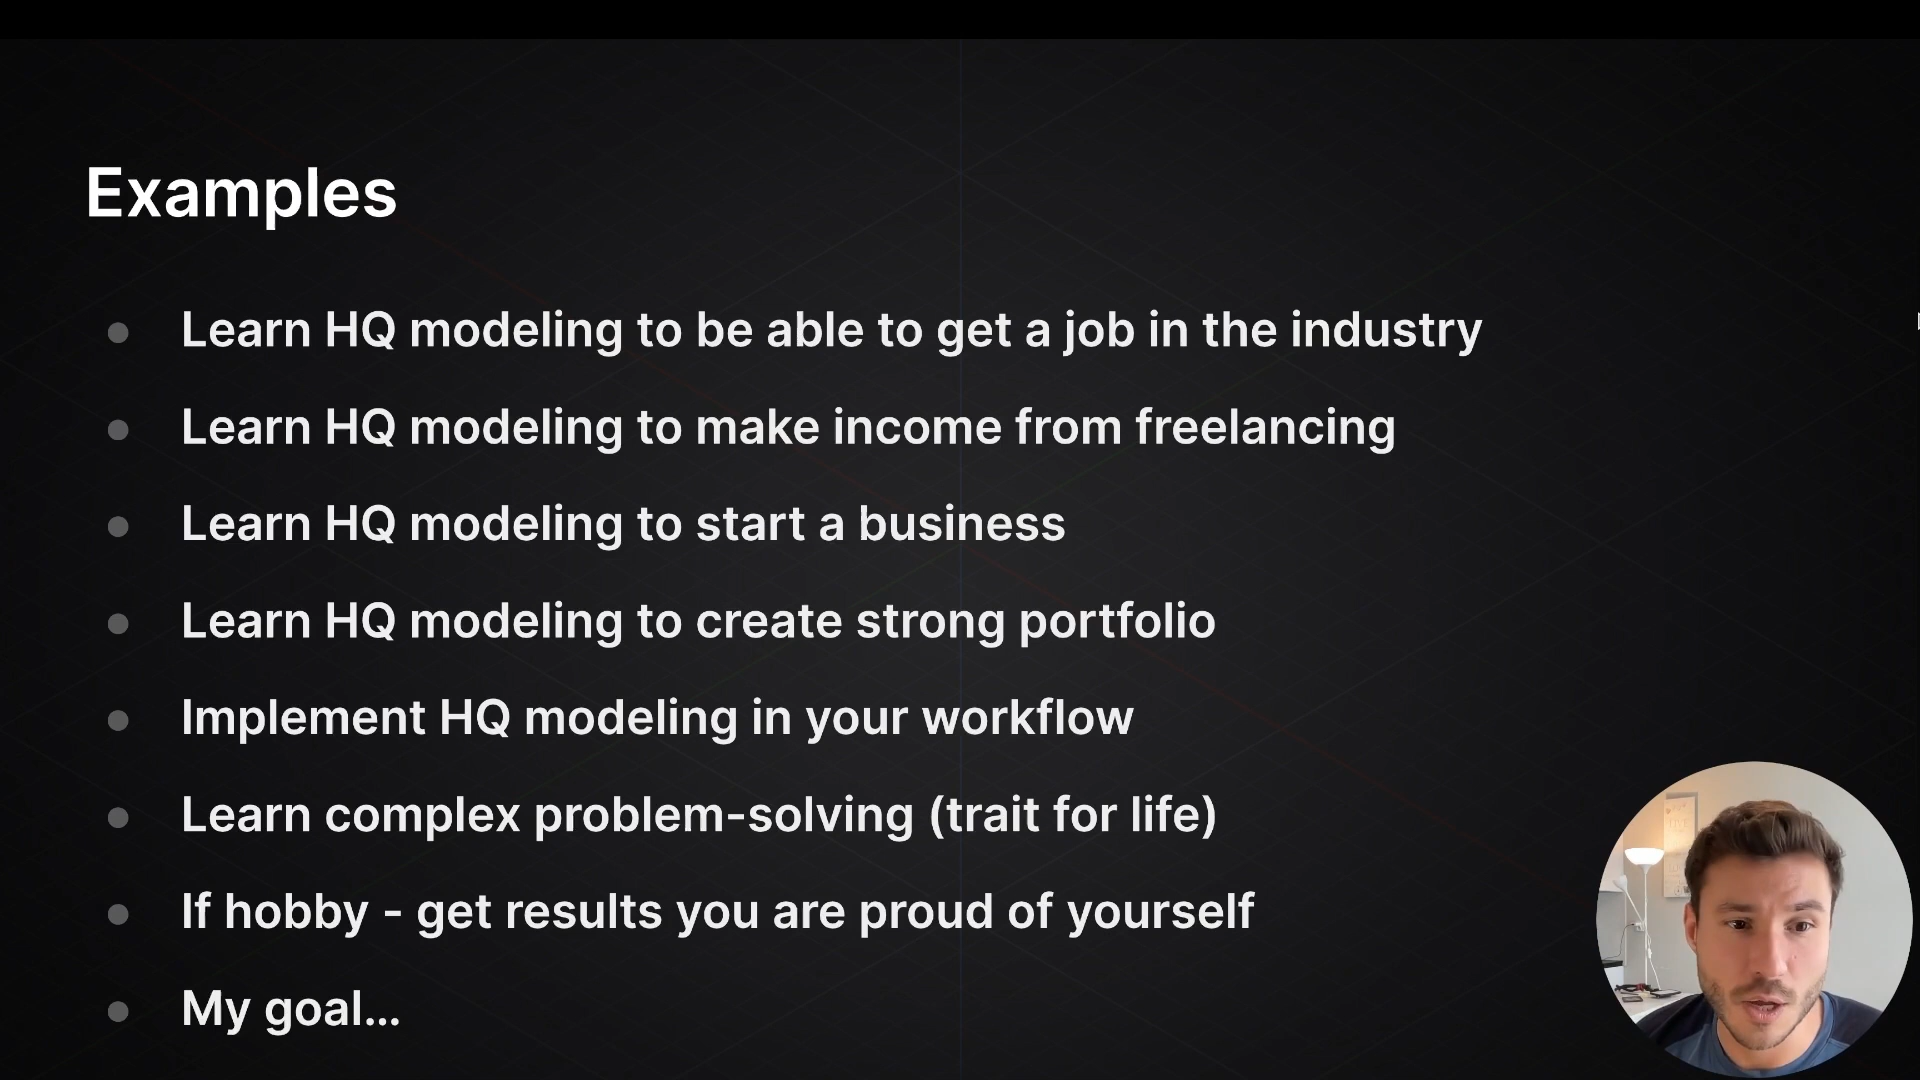 Examples
Learn HQ modeling to be able to get a job in the industry
Learn HQ modeling to make income from freelancing
Learn HQ modeling to start a business
Learn HQ modeling to create strong portfolio
Implement HQ modeling in your workflow
Learn complex problem-solving (trait for life)
If hobby - get results you are proud of yourself
My goal...